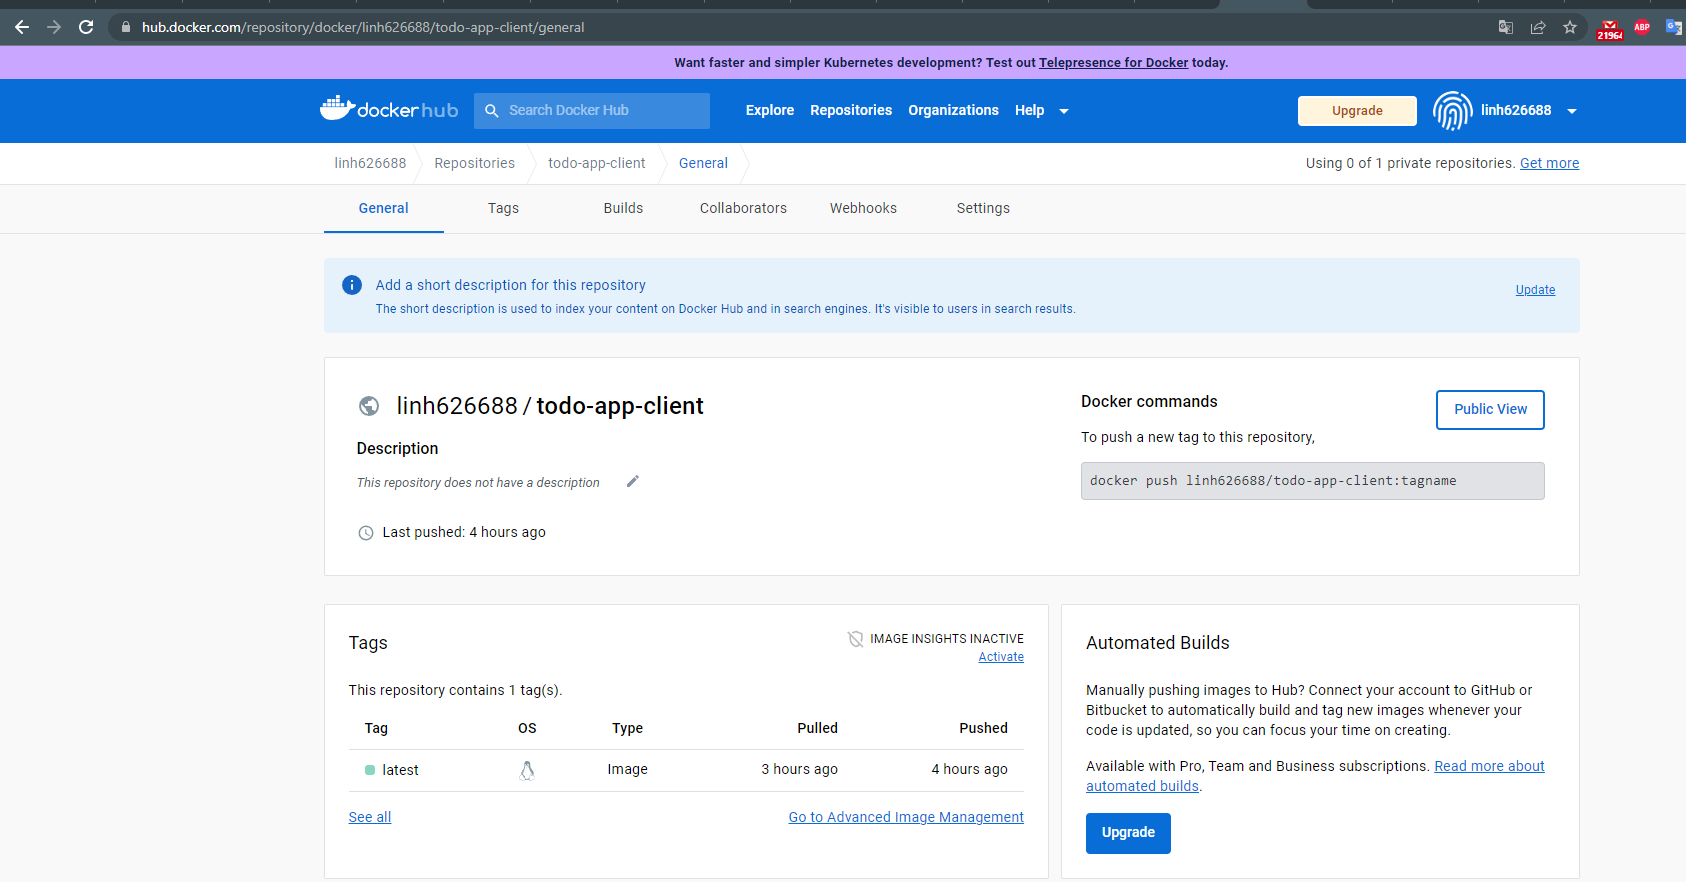 hub.docker.com/repository/docker/linh626688/todo-app-client/general
21964
ABP
Want faster and simpler Kubernetes development? Test out Telepresence for Docker today.
dockerhub
Search Docker Hub
Explore
Repositories
Organizations
Help
Upgrade
linh626688
linh626688
Repositories
todo-app-client
General
Using 0 of 1 private repositories. Get more
General
Tags
Builds
Collaborators
Webhooks
Settings
Add a short description for this repository
The short description is used to index your content on Docker Hub and in search engines. It's visible to users in search results.
Update
linh626688 / todo-app-client
Description
This repository does not have a description
Last pushed: 4 hours ago
Docker commands
Public View
To push a new tag to this repository,
docker push linh626688/todo-app-client:tagname
Tags
IMAGE INSIGHTS INACTIVE
Activate
This repository contains 1 tag(s).
Tag OS Type Pulled Pushed
latest Image 3 hours ago 4 hours ago
See all
Go to Advanced Image Management
Automated Builds
Manually pushing images to Hub? Connect your account to GitHub or
Bitbucket to automatically build and tag new images whenever your
code is updated, so you can focus your time on creating.
Available with Pro, Team and Business subscriptions. Read more about
automated builds.
Upgrade